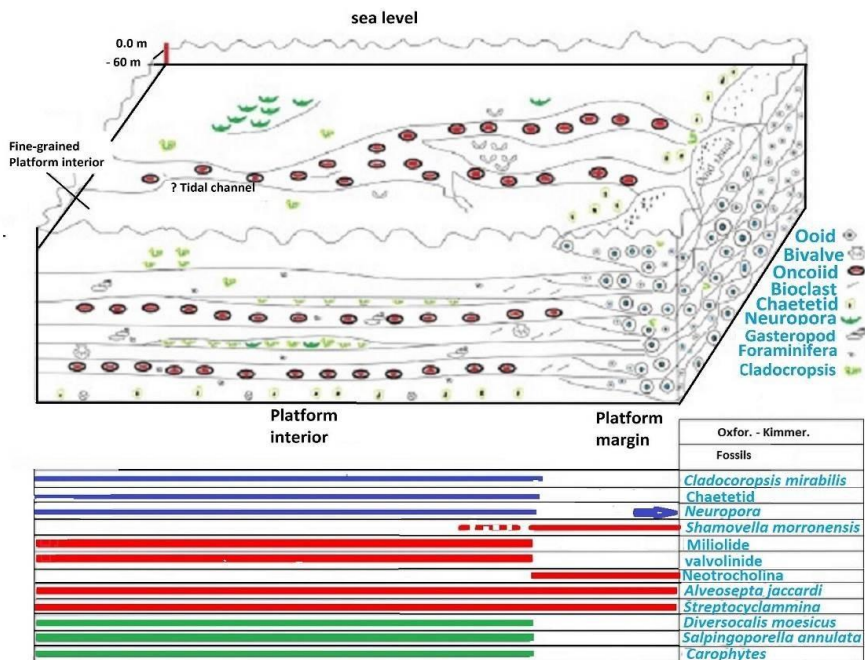 sea level
0.0 m
- 60 m
Fine-grained
Platform interior
? Tidal channel
Ooid
Bivalve
Oncoiid
Bioclast
Chaetetid
Neuropora
Gasteropod
Foraminifera
Cladocropsis
Platform
interior
Platform
margin
Oxfor. - Kimmer.
Fossils
Cladocoropsis mirabilis
Chaetetid
Neuropora
Shamovella morronensis
Miliolide
valvolinide
Neotrocholina
Alveosepta jaccardi
Streptocyclammina
Diversocalis moesicus
Salpingoporella annulata
Carophytes